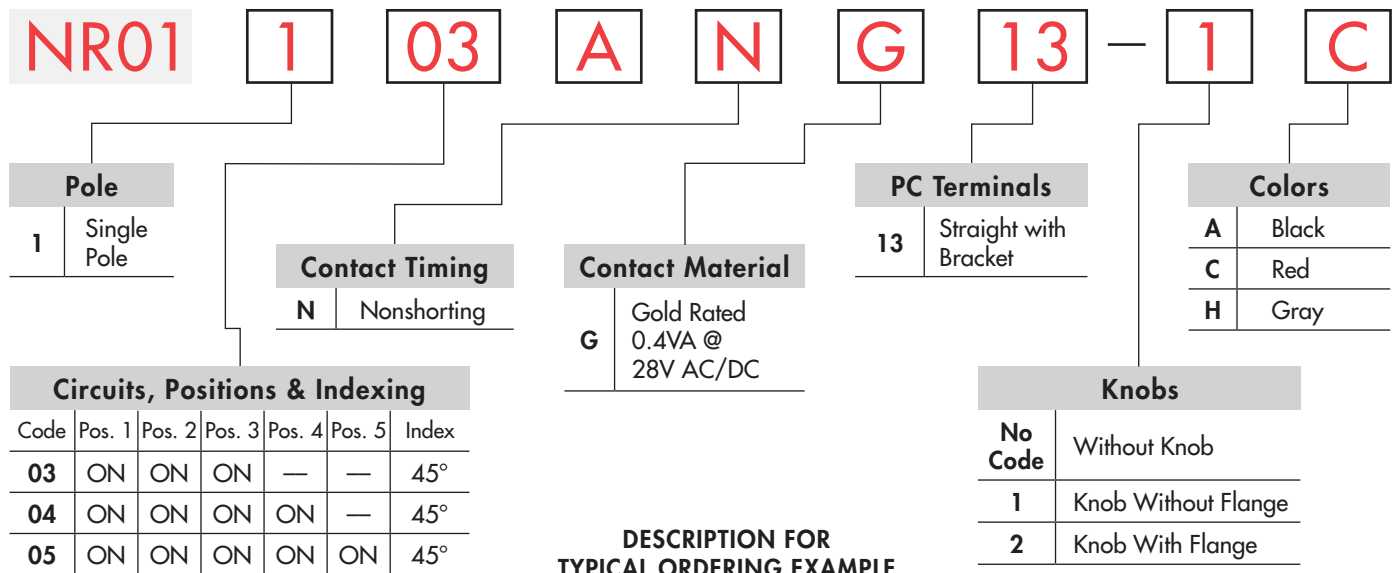 NR01 1 03 A N G 13 — 1 C
Pole
1 Single Pole
Contact Timing
N Nonshorting
Contact Material
G Gold Rated
0.4VA @
28V AC/DC
PC Terminals
13 Straight with
Bracket
Colors
A Black
C Red
H Gray
Circuits, Positions & Indexing
Code Pos. 1 Pos. 2 Pos. 3 Pos. 4 Pos. 5 Index
03 ON ON ON — — 45°
04 ON ON ON ON — 45°
05 ON ON ON ON ON 45°
Knobs
No Code Without Knob
1 Knob Without Flange
2 Knob With Flange
DESCRIPTION FOR
TYPICAL ORDERING EXAMPLE